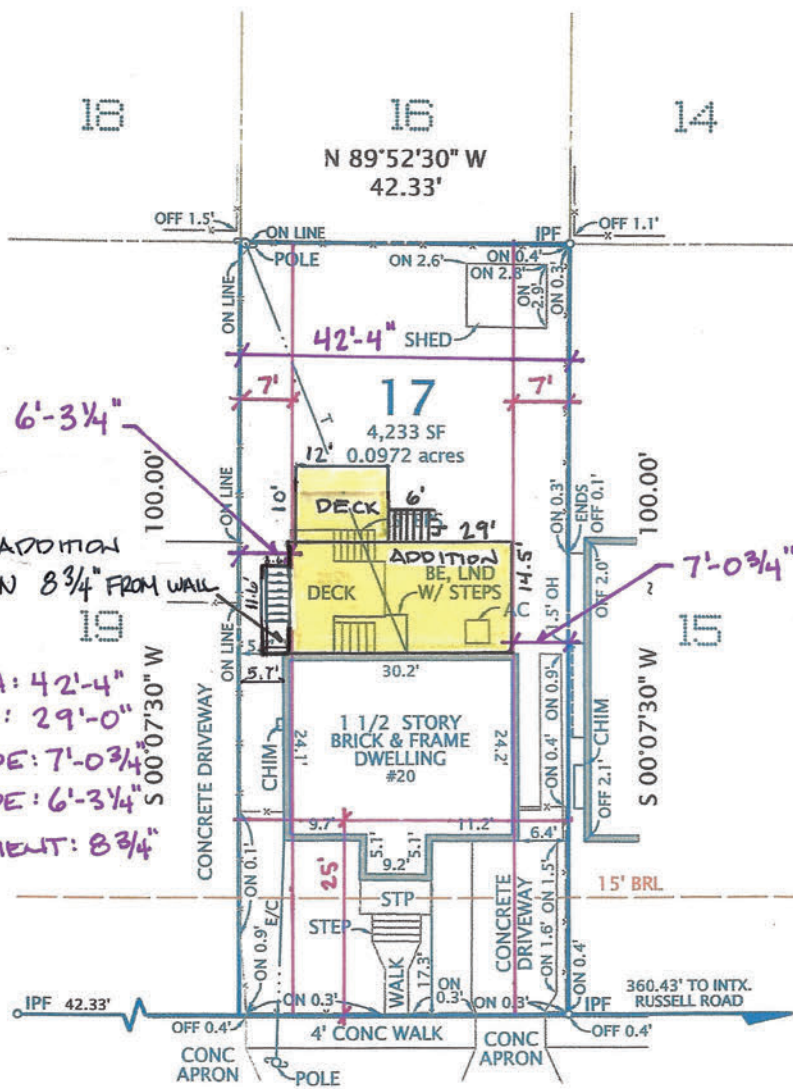 18
16
14
N 89°52'30" W
42.33'
OFF 1.5'
ON LINE
IPF
OFF 1.1'
POLE
ON 2.6'
ON 0.4'
ON 2.8'
ON 2.9'
ON 0.3'
ON LINE
SHED
42'-4"
7'
7'
17
4,233 SF
0.0972 acres
6'-3 1/4"
T
12'
10'
DECK
6'
29'
100.00'
100.00'
ON LINE
ON 0.3'
ENDS
OFF 0.1'
ADDITION
N 8 3/4" FROM WALL
ADDITION
BE, LND
W/ STEPS
DECK
AC
14.5'
11.6'
1.5' OH
OFF 2.0'
7'-0 3/4"
19
15
ON LINE
5.7'
30.2'
A: 42'-4"
: 29'-0"
DE: 7'-0 3/4"
DE: 6'-3 1/4"
MENT: 8 3/4"
S 00°07'30" W
S 00°07'30" W
1 1/2 STORY
BRICK & FRAME
DWELLING
#20
24.1'
24.2'
CHIM
CHIM
ON 0.9'
ON 0.4'
OFF 2.1'
CONCRETE DRIVEWAY
9.7'
11.2'
6.4'
5.1'
5.1'
9.2'
25'
ON 0.1'
STP
STEP
15' BRL
CONCRETE
DRIVEWAY
ON 1.5'
ON 1.6'
ON 0.9'
E/C
WALK
17.3'
ON 0.4'
IPF
42.33'
ON 0.3'
ON 0.3'
ON 0.3'
IPF
360.43' TO INTX.
RUSSELL ROAD
OFF 0.4'
4' CONC WALK
OFF 0.4'
CONC
APRON
CONC
APRON
POLE